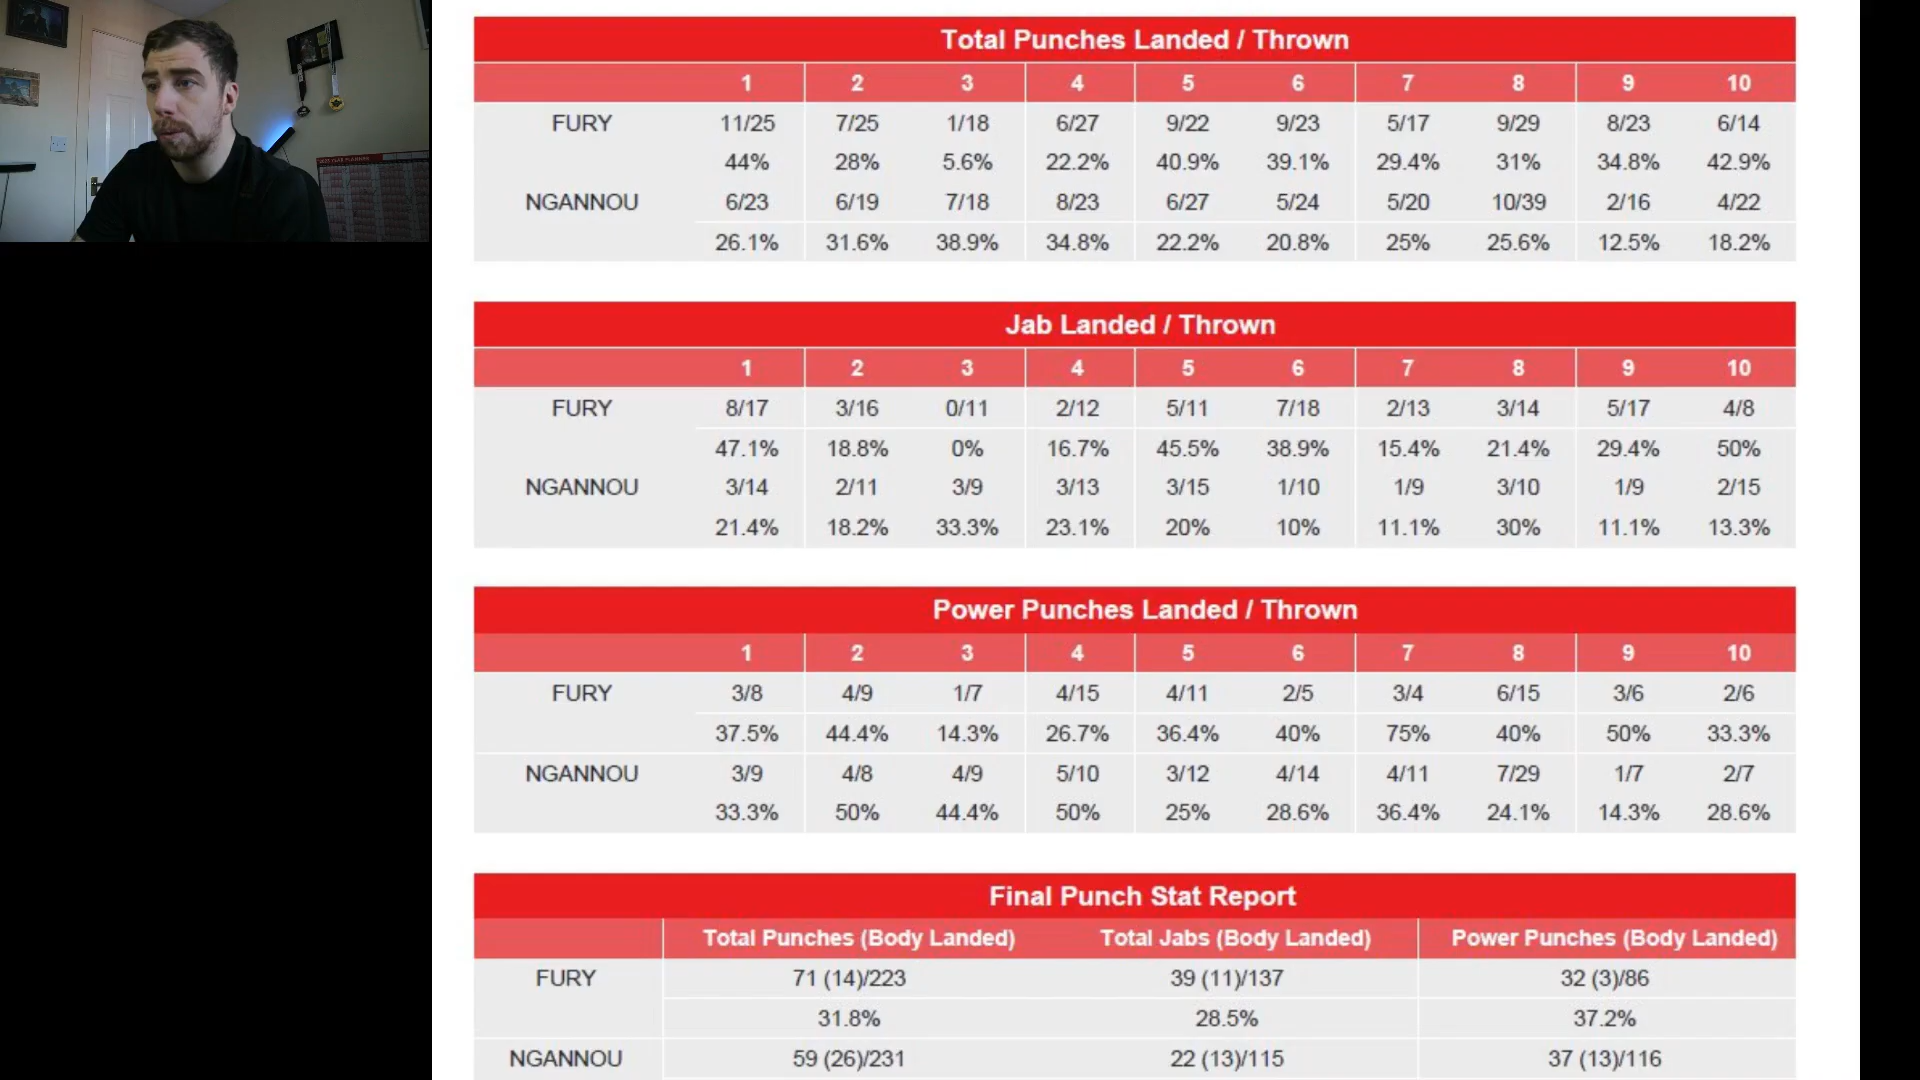 Total Punches Landed / Thrown
1 2 3 4 5 6 7 8 9 10
FURY 11/25 7/25 1/18 6/27 9/22 9/23 5/17 9/29 8/23 6/14
44% 28% 5.6% 22.2% 40.9% 39.1% 29.4% 31% 34.8% 42.9%
NGANNOU 6/23 6/19 7/18 8/23 6/27 5/24 5/20 10/39 2/16 4/22
26.1% 31.6% 38.9% 34.8% 22.2% 20.8% 25% 25.6% 12.5% 18.2%
Jab Landed / Thrown
1 2 3 4 5 6 7 8 9 10
FURY 8/17 3/16 0/11 2/12 5/11 7/18 2/13 3/14 5/17 4/8
47.1% 18.8% 0% 16.7% 45.5% 38.9% 15.4% 21.4% 29.4% 50%
NGANNOU 3/14 2/11 3/9 3/13 3/15 1/10 1/9 3/10 1/9 2/15
21.4% 18.2% 33.3% 23.1% 20% 10% 11.1% 30% 11.1% 13.3%
Power Punches Landed / Thrown
1 2 3 4 5 6 7 8 9 10
FURY 3/8 4/9 1/7 4/15 4/11 2/5 3/4 6/15 3/6 2/6
37.5% 44.4% 14.3% 26.7% 36.4% 40% 75% 40% 50% 33.3%
NGANNOU 3/9 4/8 4/9 5/10 3/12 4/14 4/11 7/29 1/7 2/7
33.3% 50% 44.4% 50% 25% 28.6% 36.4% 24.1% 14.3% 28.6%
Final Punch Stat Report
Total Punches (Body Landed) Total Jabs (Body Landed) Power Punches (Body Landed)
FURY 71 (14)/223 39 (11)/137 32 (3)/86
31.8% 28.5% 37.2%
NGANNOU 59 (26)/231 22 (13)/115 37 (13)/116